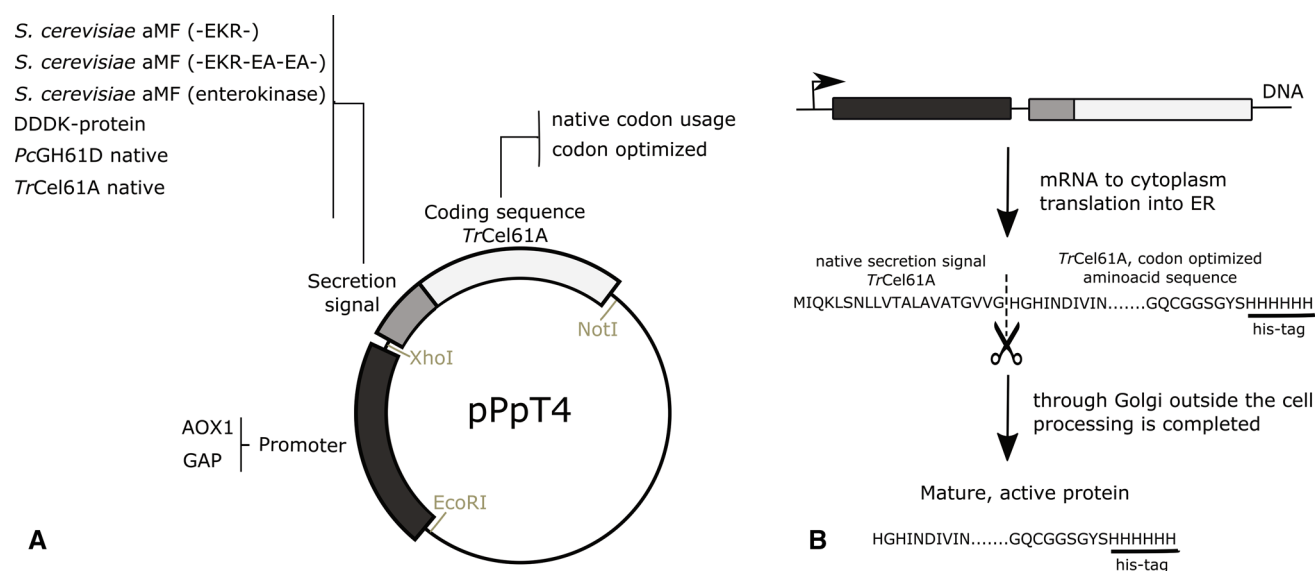 S. cerevisiae aMF (-EKR-)
S. cerevisiae aMF (-EKR-EA-EA-)
S. cerevisiae aMF (enterokinase)
DDDK-protein
PcGH61D native
TrCel61A native
native codon usage
codon optimized
Coding sequence
TrCel61A
Secretion
signal
NotI
XhoI
pPpT4
AOX1
GAP
Promoter
EcoRI
A
DNA
mRNA to cytoplasm
translation into ER
native secretion signal
TrCel61A
TrCel61A, codon optimized
aminoacid sequence
MIQKLSNLLVTALAVATGVVG HGHINDIVIN.......GQCGGSGYSHHHHHH
his-tag
through Golgi outside the cell
processing is completed
Mature, active protein
B
HGHINDIVIN.......GQCGGSGYSHHHHHH
his-tag